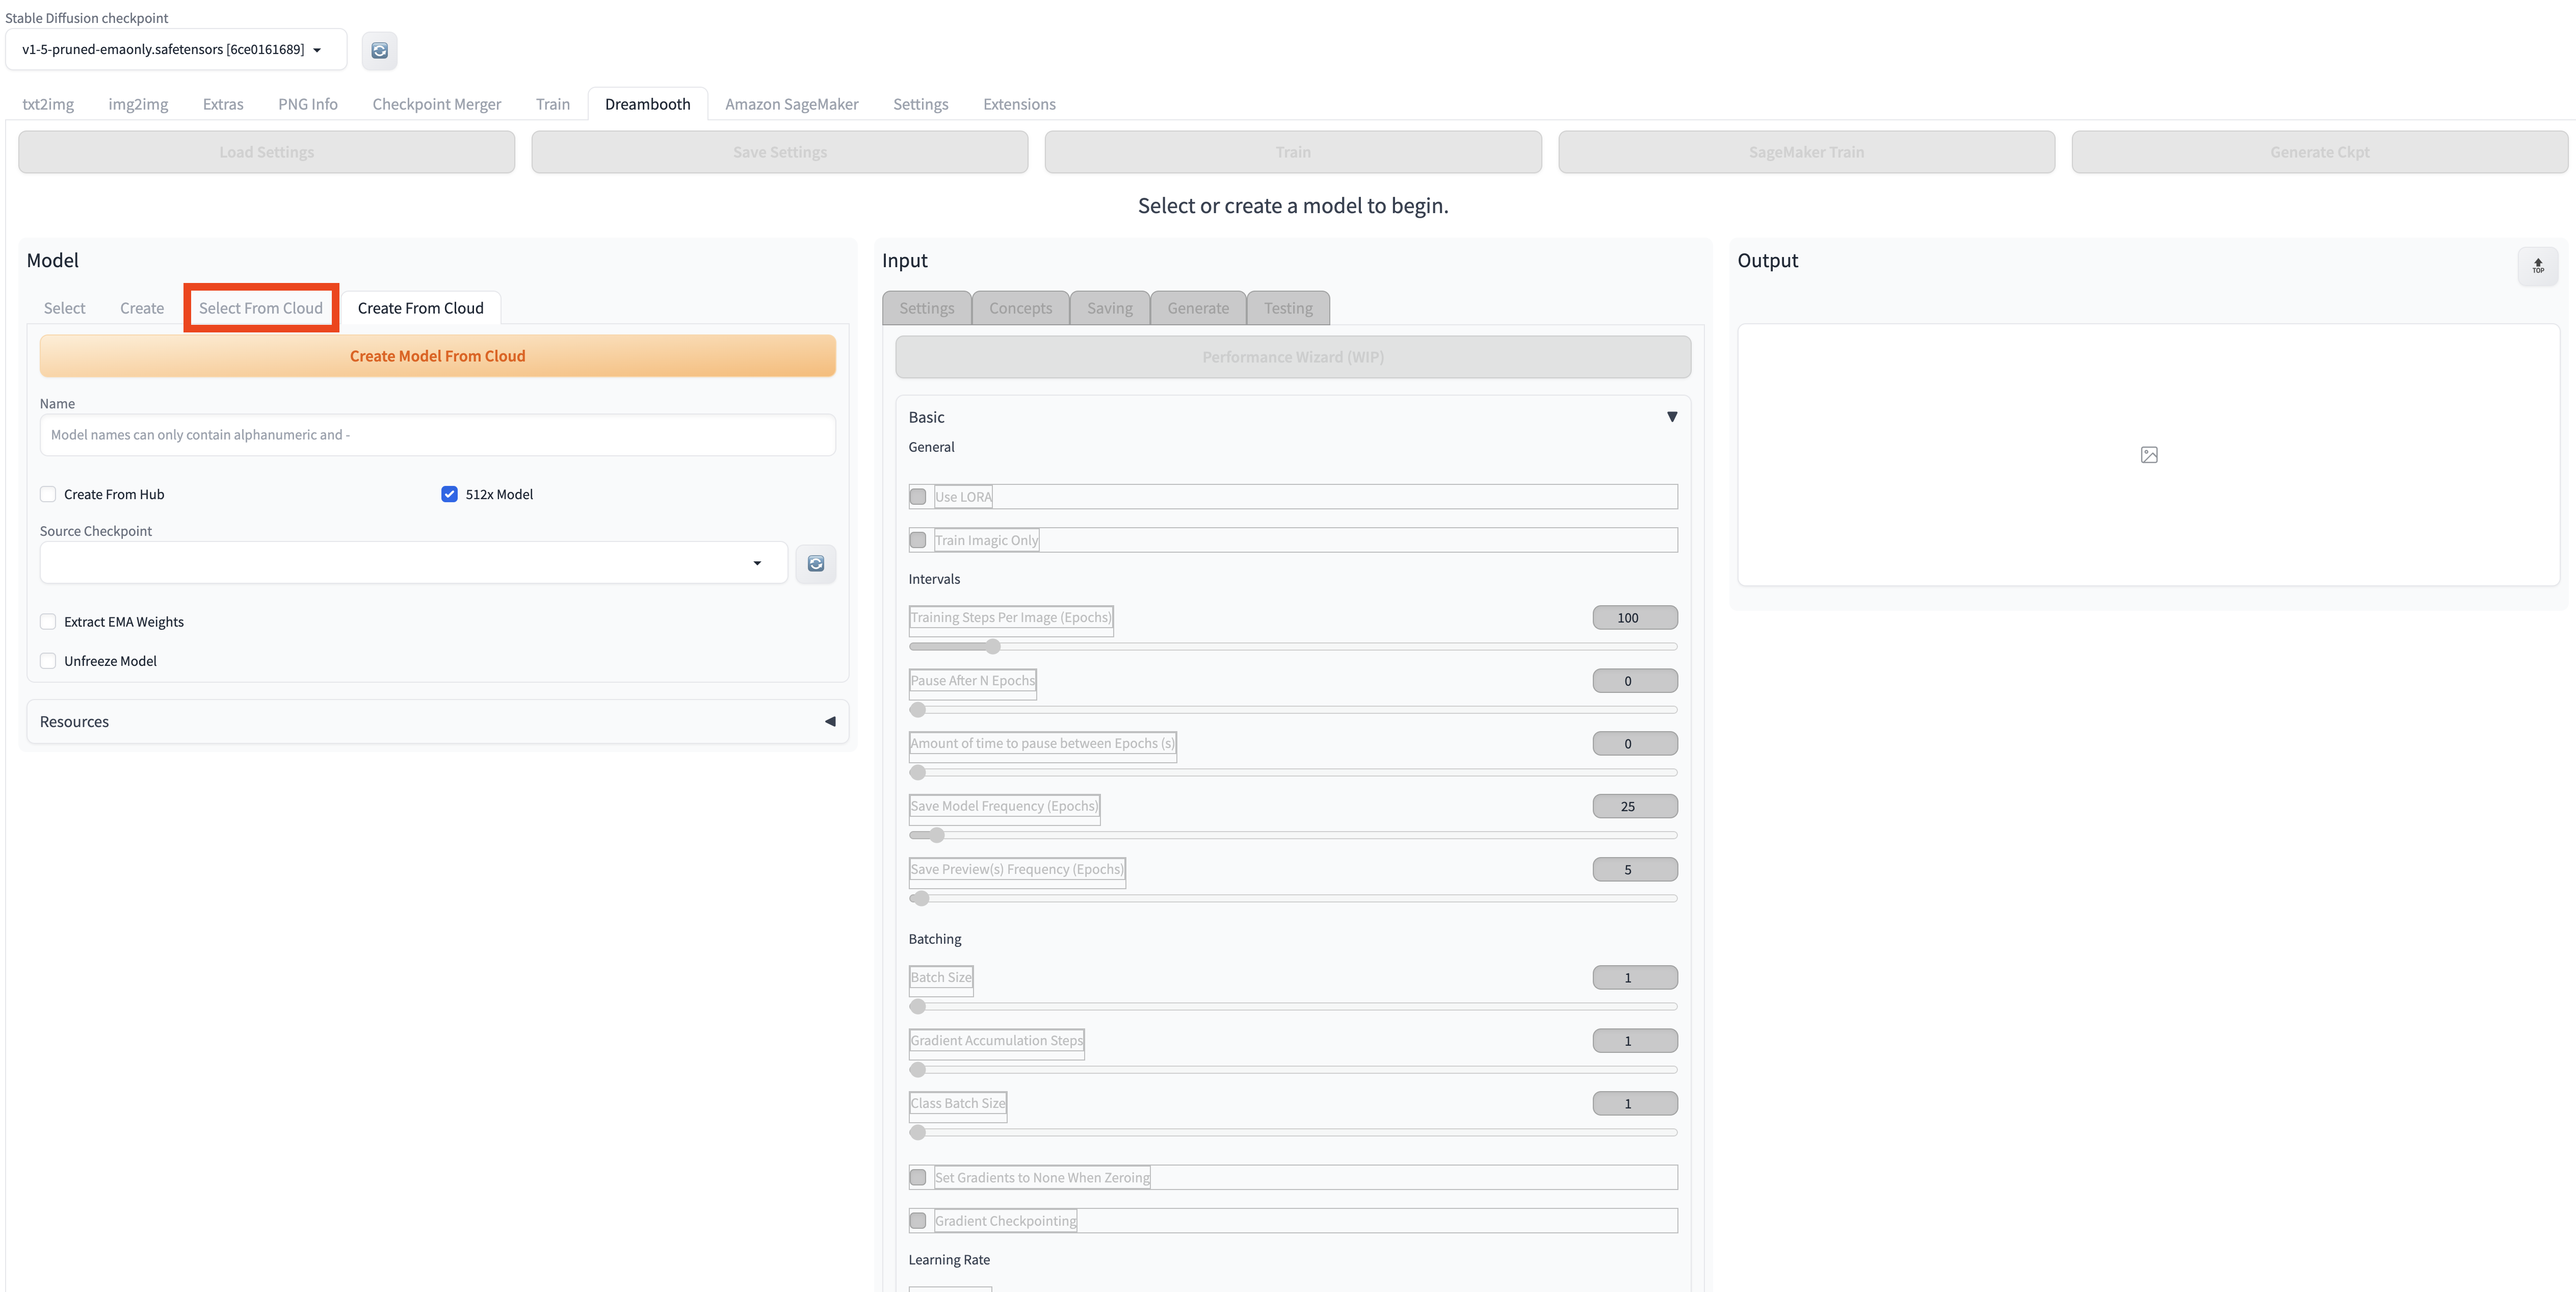 Stable Diffusion checkpoint
v1-5-pruned-emaonly.safetensors [6ce0161689]
txt2img img2img Extras PNG Info Checkpoint Merger Train Dreambooth Amazon SageMaker Settings Extensions
Load Settings Save Settings Train SageMaker Train Generate Ckpt
Select or create a model to begin.
Model
Select Create Select From Cloud Create From Cloud
Create Model From Cloud
Name
Model names can only contain alphanumeric and -
Create From Hub 512x Model
Source Checkpoint
Extract EMA Weights
Unfreeze Model
Resources
Input
Settings Concepts Saving Generate Testing
Performance Wizard (WIP)
Basic
General
Use LORA
Train Imagic Only
Intervals
Training Steps Per Image (Epochs) 100
Pause After N Epochs 0
Amount of time to pause between Epochs (s) 0
Save Model Frequency (Epochs) 25
Save Preview(s) Frequency (Epochs) 5
Batching
Batch Size 1
Gradient Accumulation Steps 1
Class Batch Size 1
Set Gradients to None When Zeroing
Gradient Checkpointing
Learning Rate
Output
TOP